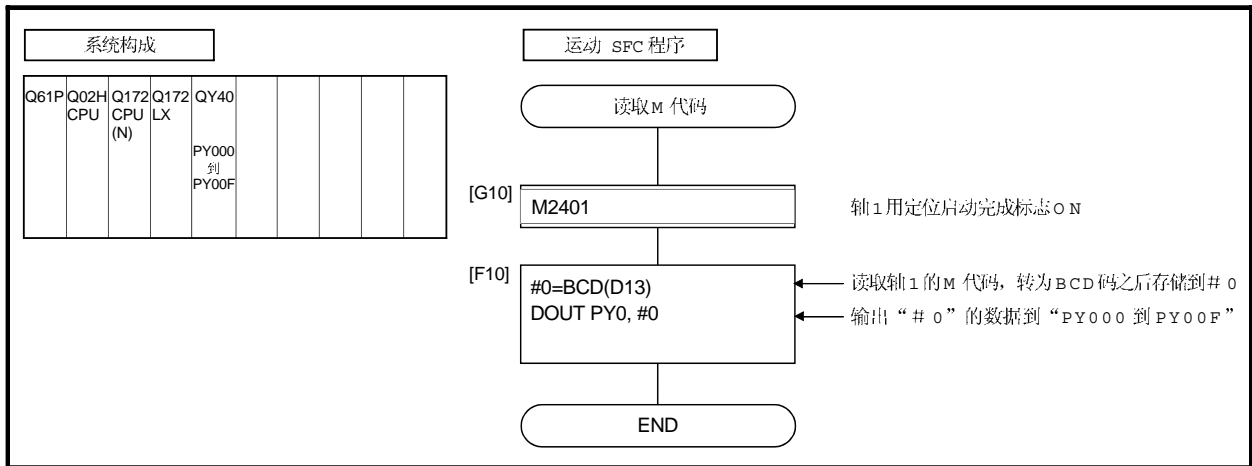 系统构成
Q61P Q02H CPU Q172 CPU (N) Q172 LX QY40 PY000 到 PY00F
运动 SFC 程序
读取M 代码
[G10] M2401 轴1用定位启动完成标志ON
[F10] #0=BCD(D13) 读取轴1的M 代码，转为BCD码之后存储到＃0
DOUT PY0, #0 输出“＃0”的数据到“PY000 到 PY00F”
END